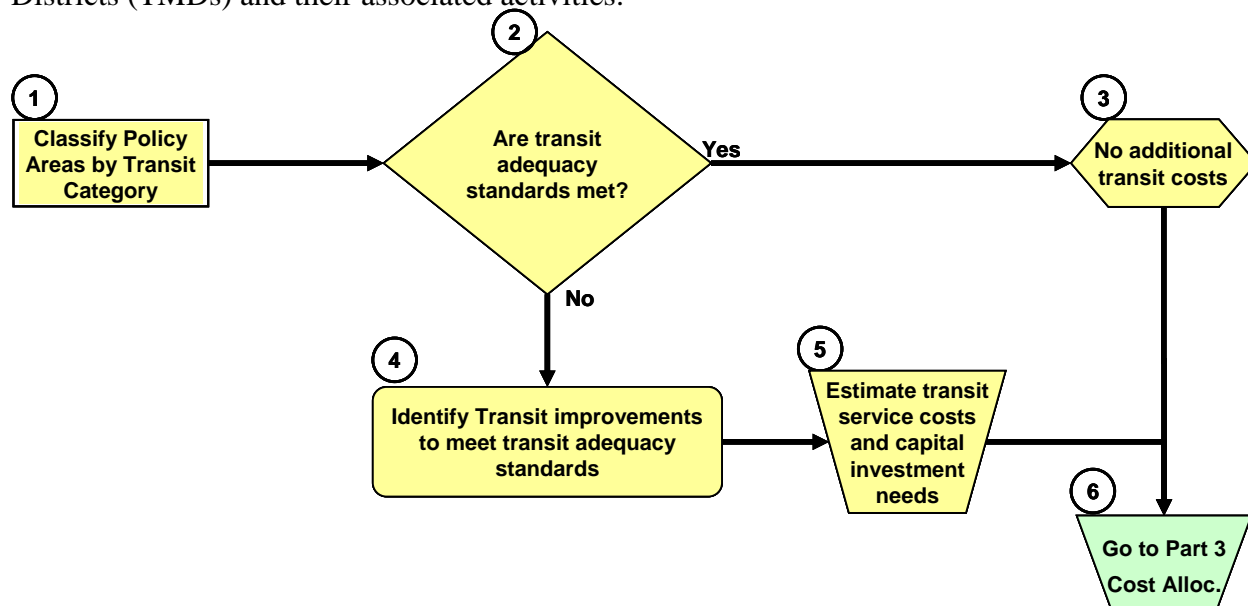 Districts (TMDs) and their associated activities.
2
1
3
Classify Policy
Areas by Transit
Category
Are transit
adequacy
standards met?
Yes
No additional
transit costs
No
4
5
Identify Transit improvements
to meet transit adequacy
standards
Estimate transit
service costs
and capital
investment
needs
6
Go to Part 3
Cost Alloc.